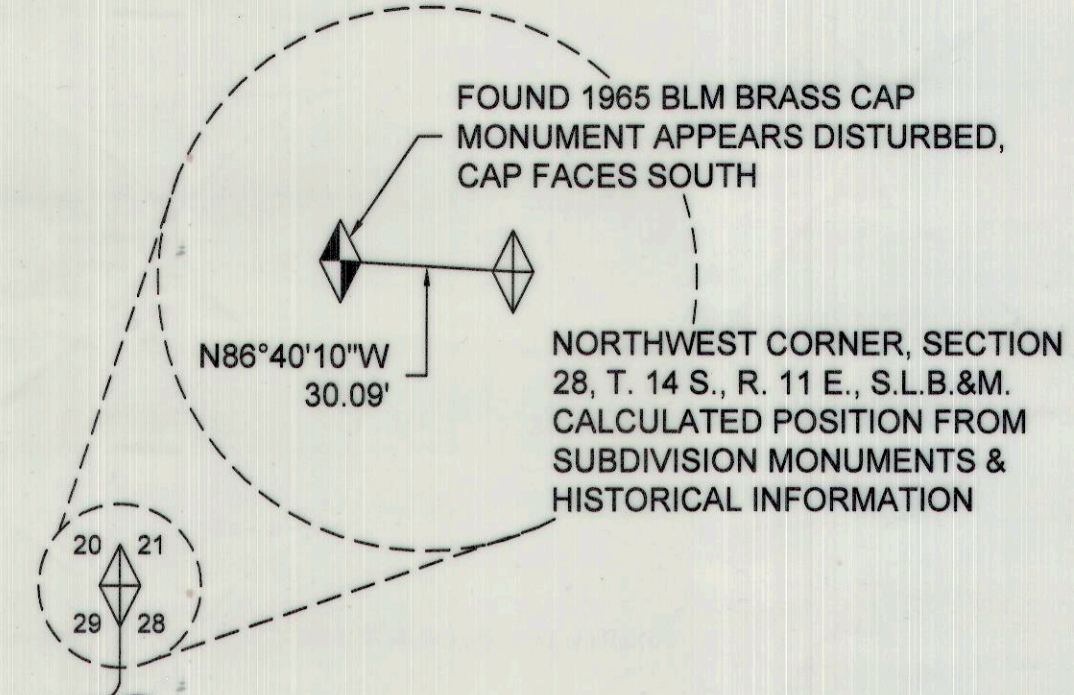 FOUND 1965 BLM BRASS CAP
MONUMENT APPEARS DISTURBED,
CAP FACES SOUTH
N86°40'10"W
30.09'
NORTHWEST CORNER, SECTION
28, T. 14 S., R. 11 E., S.L.B.&M.
CALCULATED POSITION FROM
SUBDIVISION MONUMENTS &
HISTORICAL INFORMATION
20 21
29 28